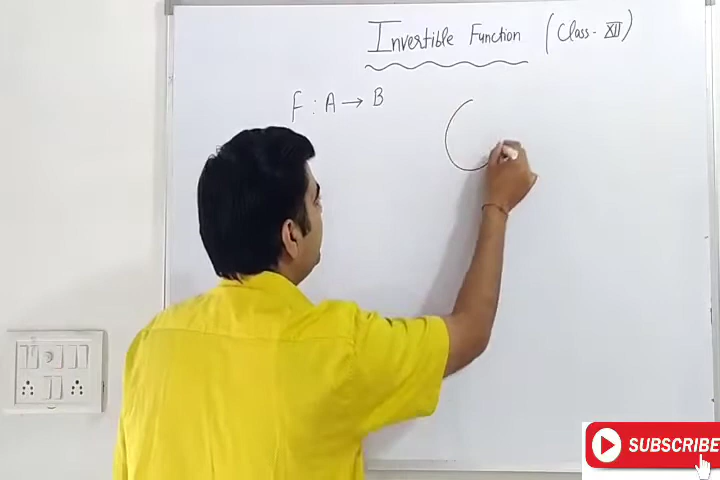 Invertible Function (Class - XII)
F : A → B
SUBSCRIBE